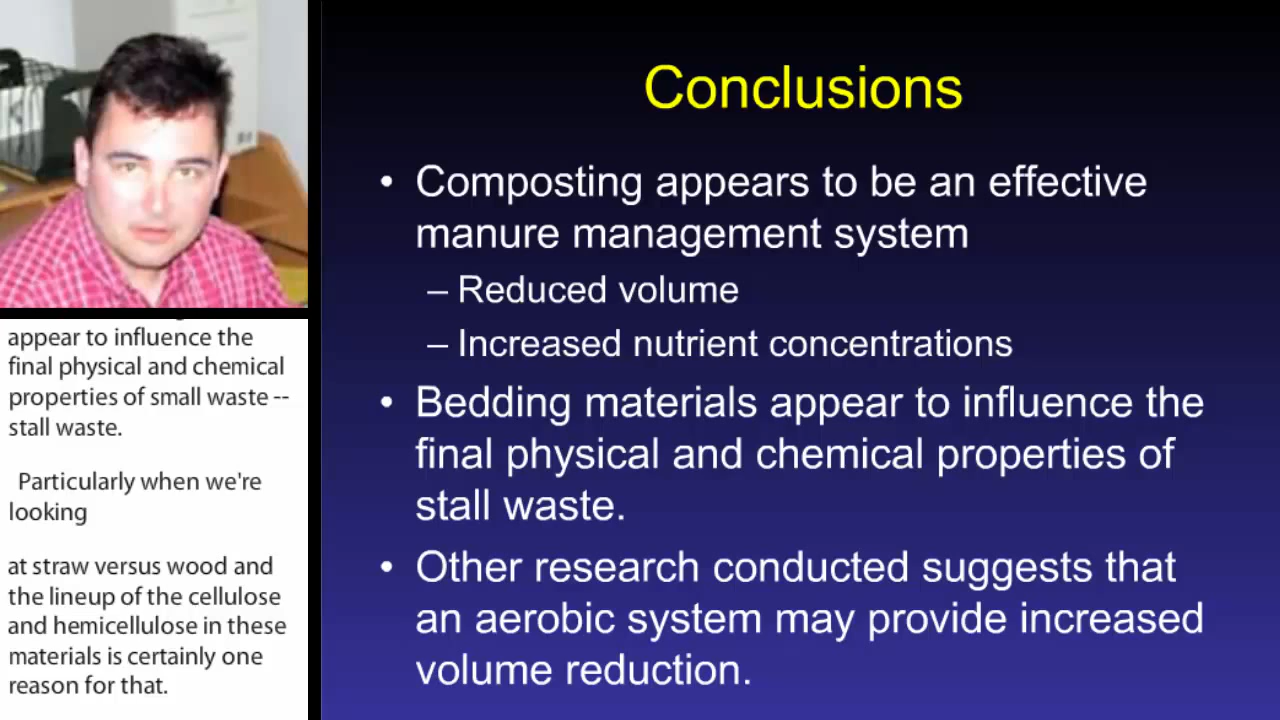 Conclusions
• Composting appears to be an effective
manure management system
– Reduced volume
– Increased nutrient concentrations
• Bedding materials appear to influence the
final physical and chemical properties of
stall waste.
• Other research conducted suggests that
an aerobic system may provide increased
volume reduction.
appear to influence the
final physical and chemical
properties of small waste --
stall waste.
Particularly when we're
looking
at straw versus wood and
the lineup of the cellulose
and hemicellulose in these
materials is certainly one
reason for that.